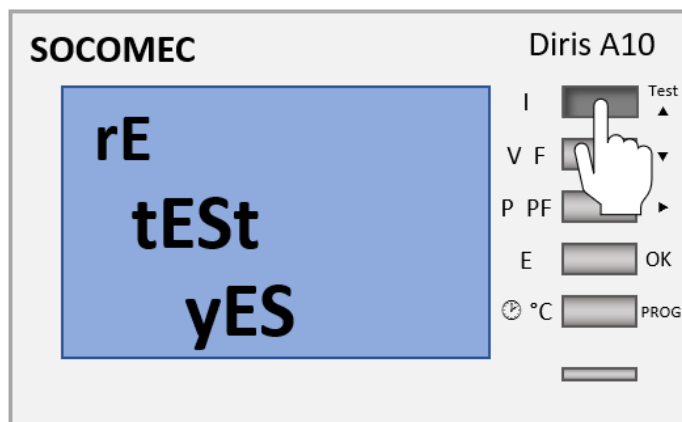 SOCOMEC
Diris A10
rE
tESt
yES
I
Test
V F
P PF
E
OK
°C
PROG